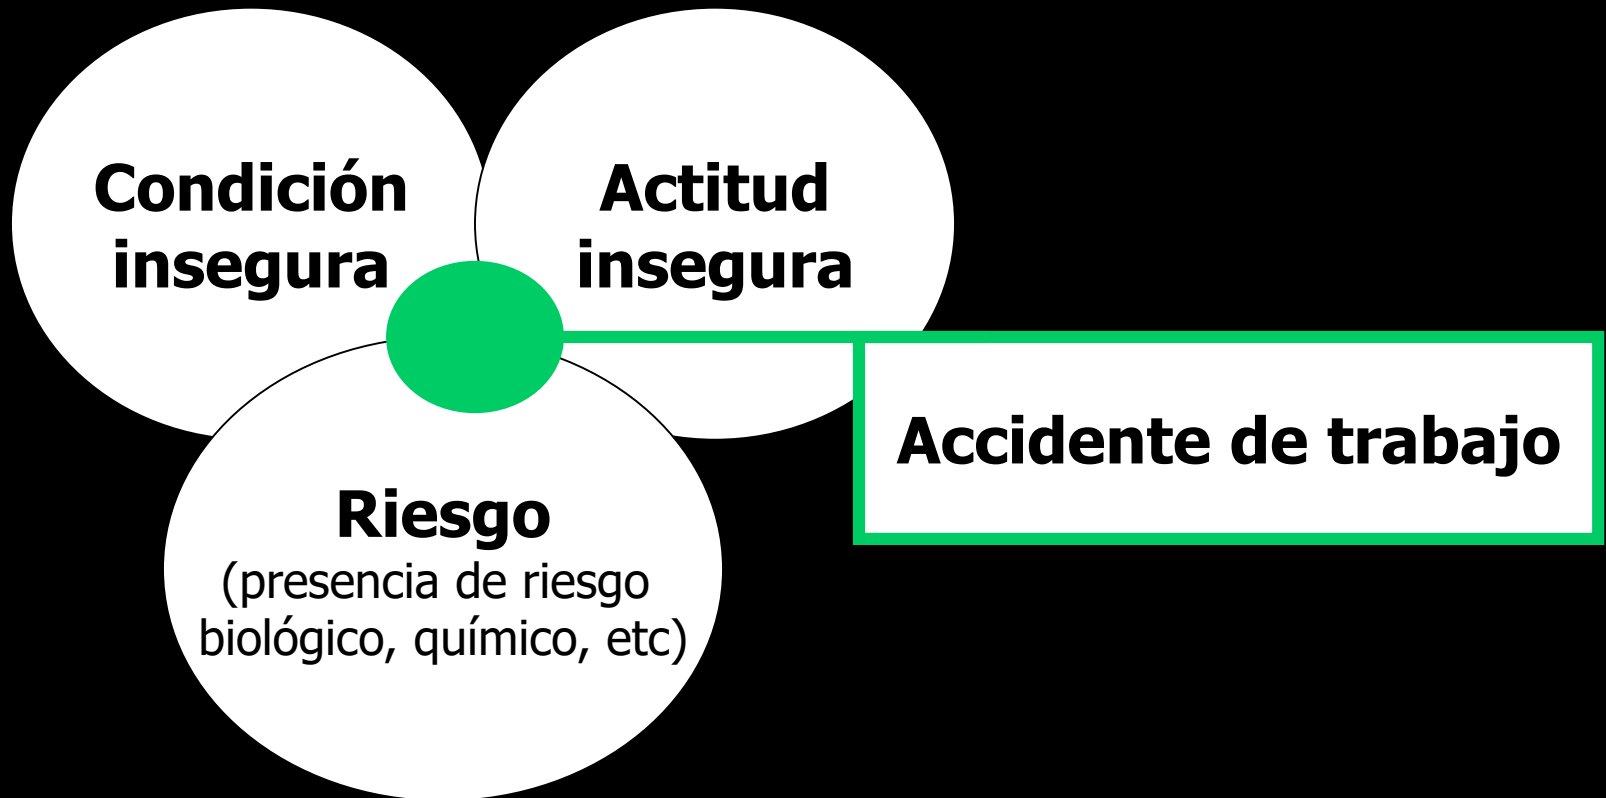 Condición
insegura
Actitud
insegura
Accidente de trabajo
Riesgo
(presencia de riesgo
biológico, químico, etc)